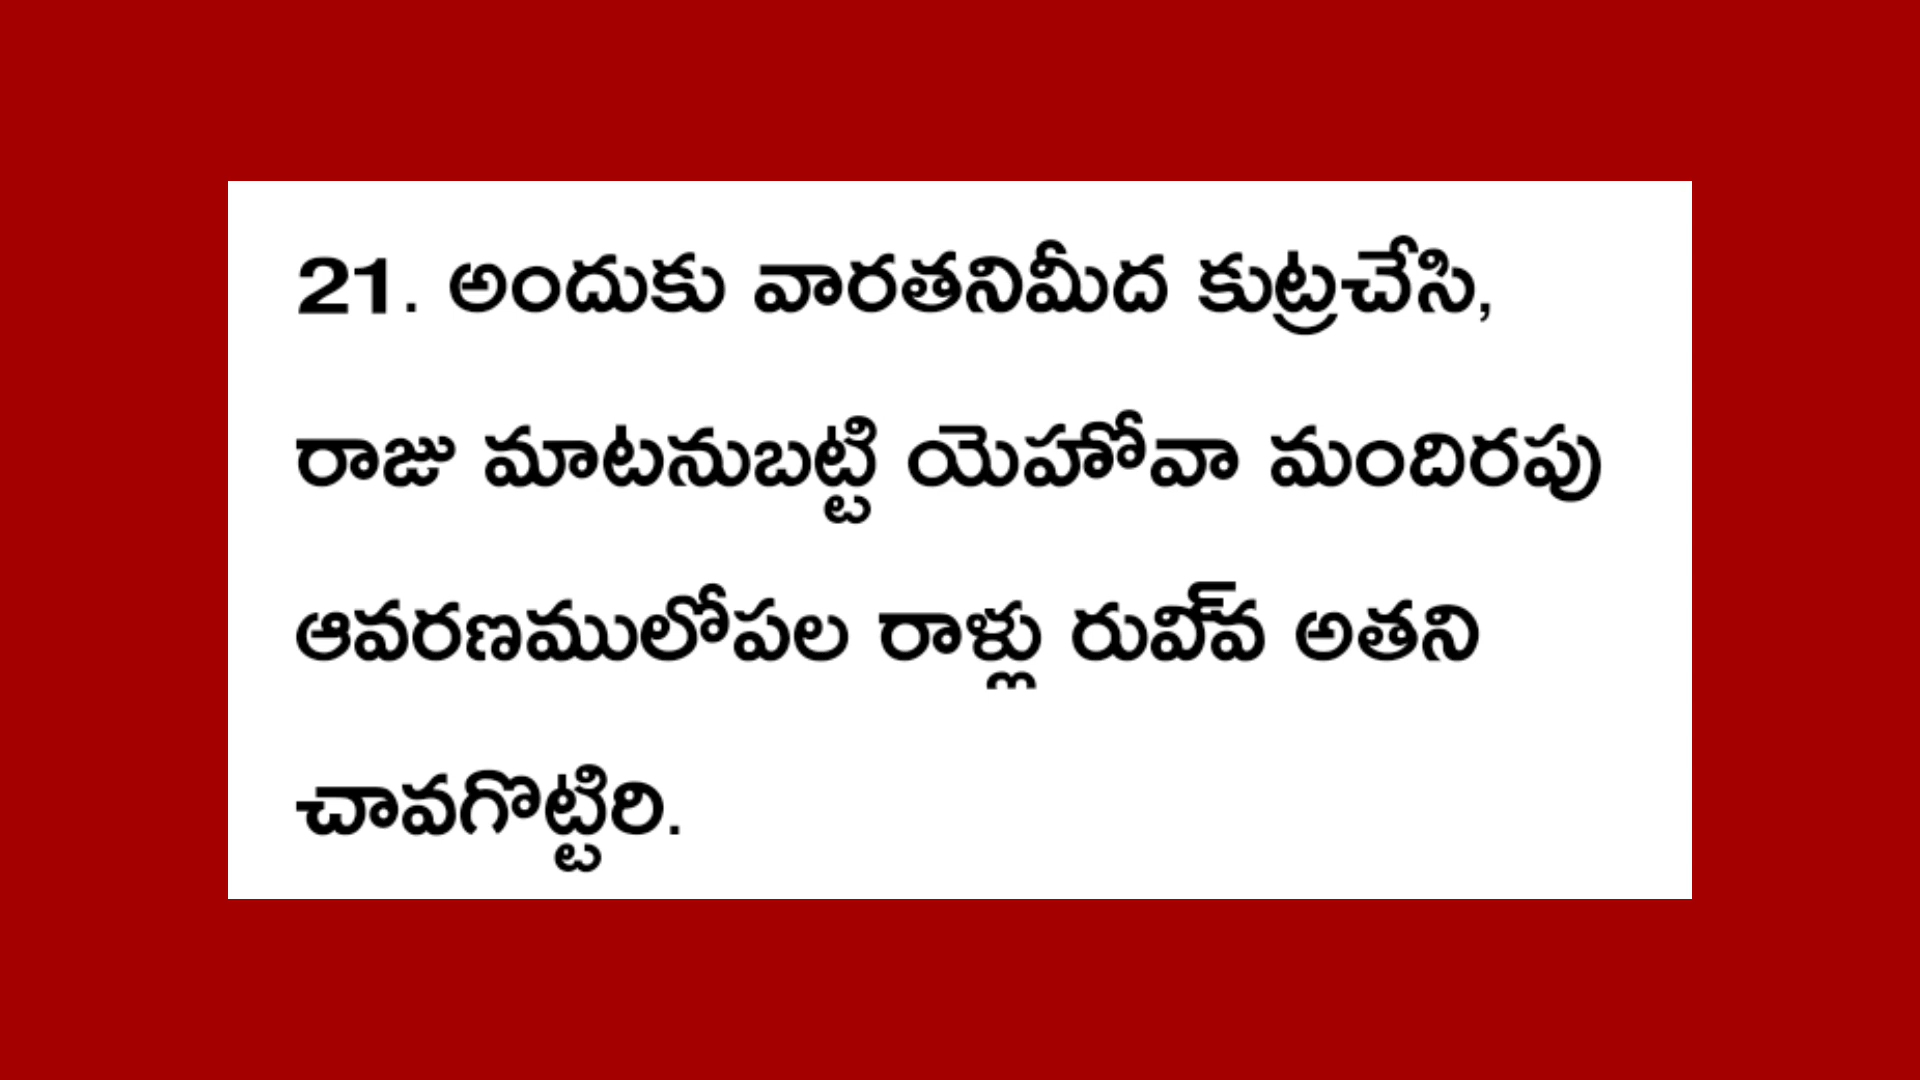 21. అందుకు వారతనిమీద కుట్రచేసి,
రాజు మాటనుబట్టి యెహోవా మందిరపు
ఆవరణములోపల రాళ్లు రువి్వ అతని
చావగొట్టిరి.